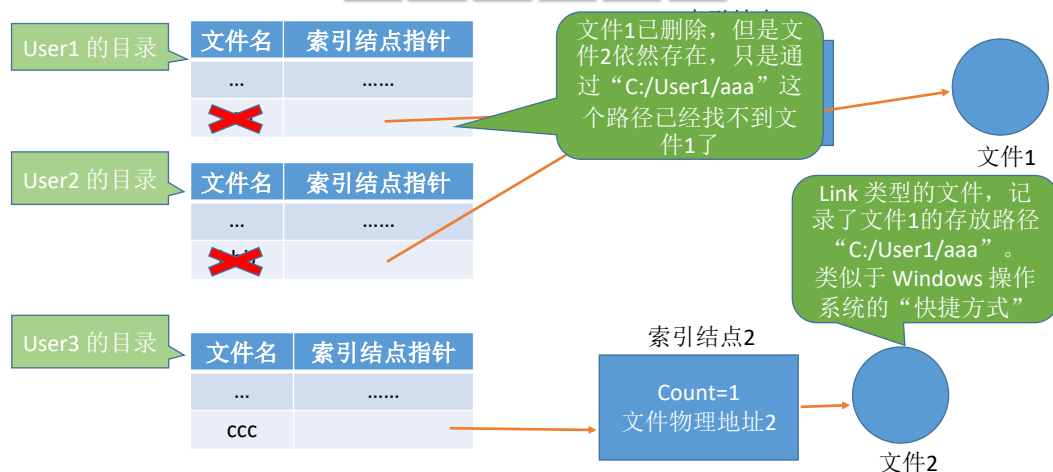 User1 的目录
文件名 索引结点指针
... ……
User2 的目录
文件名 索引结点指针
... ……
User3 的目录
文件名 索引结点指针
... ……
ccc
文件1已删除，但是文
件2依然存在，只是通
过“C:/User1/aaa”这
个路径已经找不到文
件1了
文件1
Link 类型的文件，记
录了文件1的存放路径
“C:/User1/aaa”。
类似于 Windows 操作
系统的“快捷方式”
索引结点2
Count=1
文件物理地址2
文件2